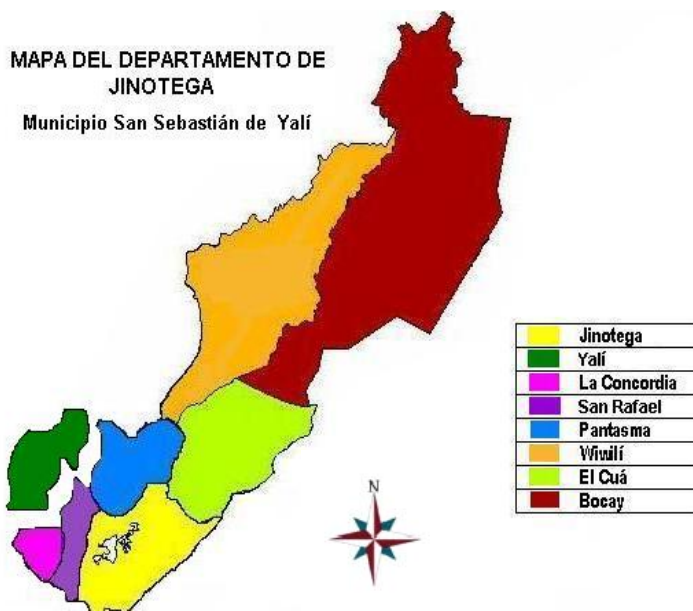 MAPA DEL DEPARTAMENTO DE
JINOTEGA
Municipio San Sebastián de Yalí
Jinotega
Yalí
La Concordia
San Rafael
Pantasma
Wiwilí
El Cuá
Bocay
N